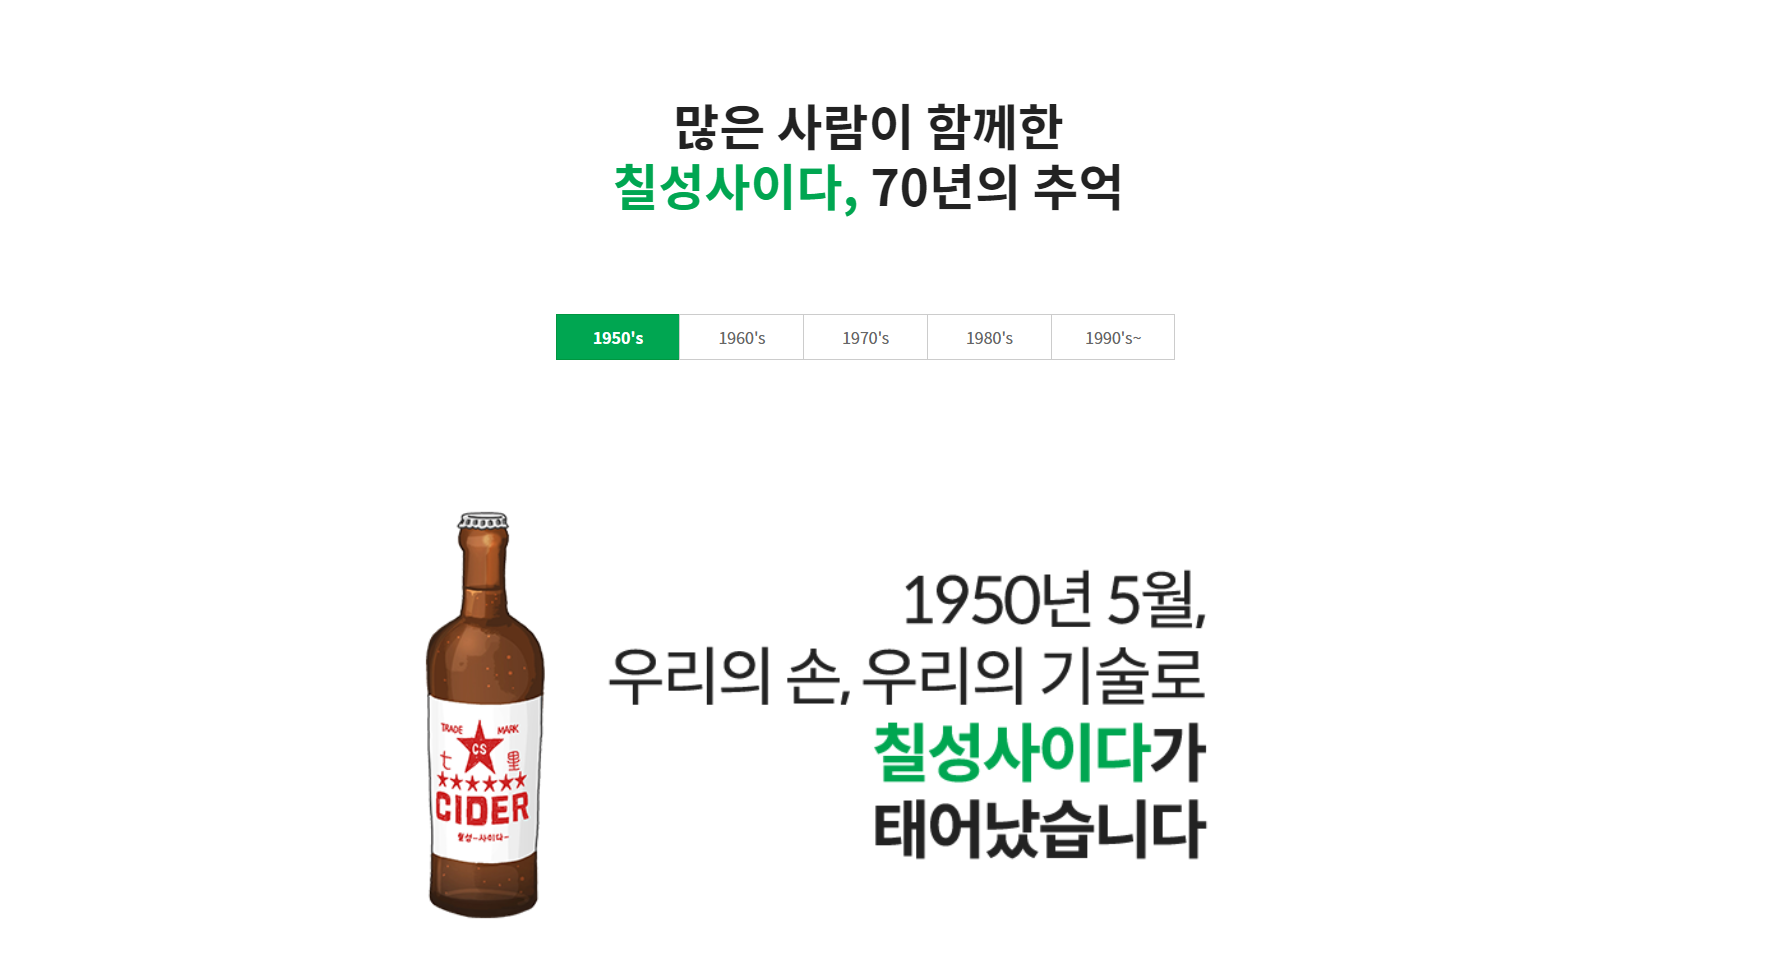 많은 사람이 함께한
칠성사이다, 70년의 추억
1950's 1960's 1970's 1980's 1990's~
1950년 5월,
우리의 손, 우리의 기술로
칠성사이다가
태어났습니다
TRADE MARK
CS
七 星
CIDER
칠성-사이다-